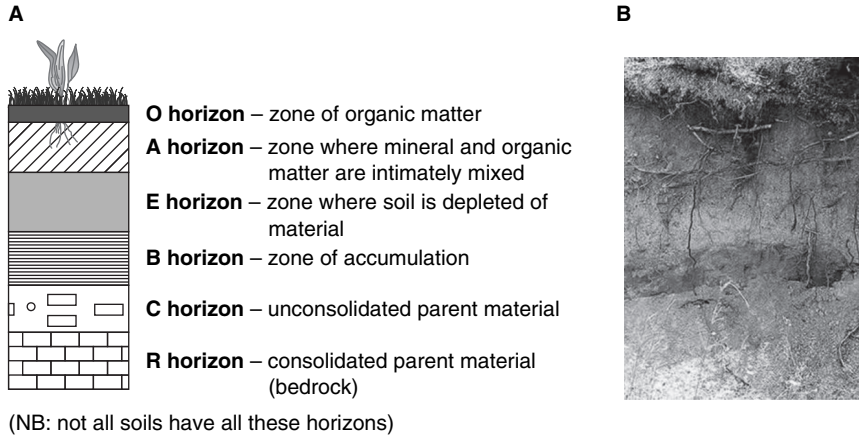 A
B
O horizon – zone of organic matter
A horizon – zone where mineral and organic
matter are intimately mixed
E horizon – zone where soil is depleted of
material
B horizon – zone of accumulation
C horizon – unconsolidated parent material
R horizon – consolidated parent material
(bedrock)
(NB: not all soils have all these horizons)